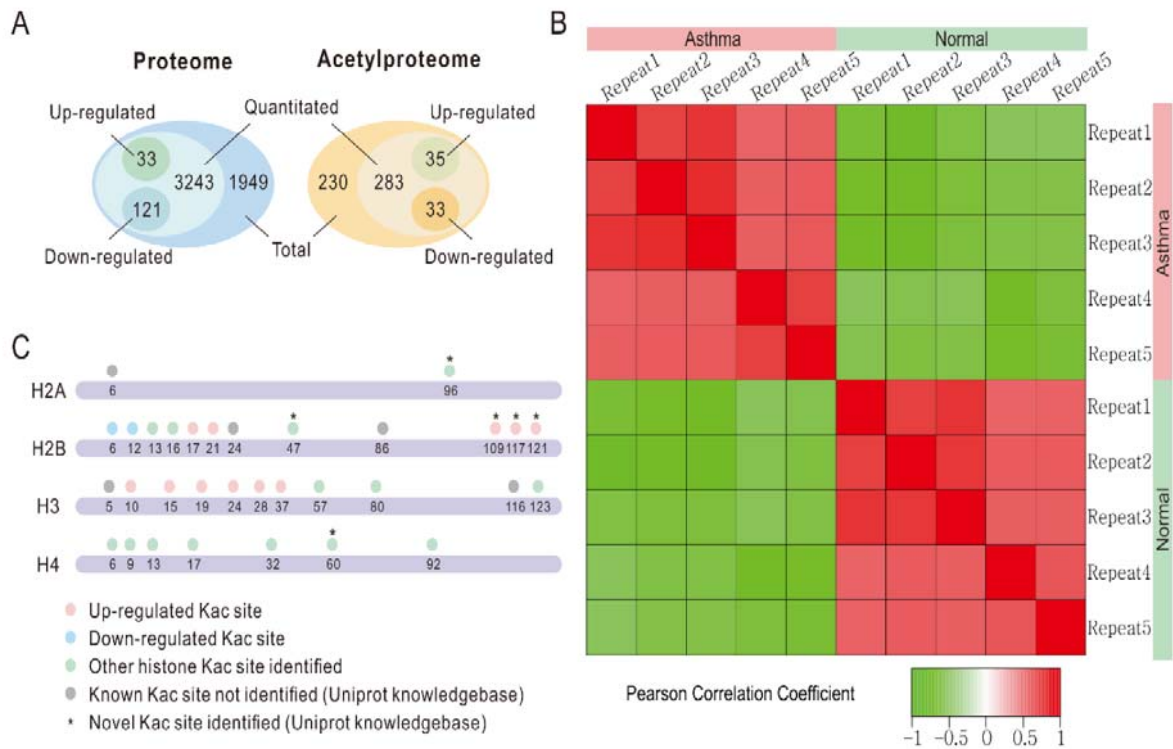 A
Proteome
Acetylproteome
Up-regulated
Quantitated
Up-regulated
33
3243
1949
121
230
283
35
33
Down-regulated
Total
Down-regulated
B
Asthma
Normal
Repeat1 Repeat2 Repeat3 Repeat4 Repeat5 Repeat1 Repeat2 Repeat3 Repeat4 Repeat5
Repeat1
Repeat2
Repeat3
Repeat4
Repeat5
Asthma
Repeat1
Repeat2
Repeat3
Repeat4
Repeat5
Normal
Pearson Correlation Coefficient
-1 -0.5 0 0.5 1
C
*
H2A 6 96
* * * *
H2B 6 12 13 16 17 21 24 47 86 109 117 121
H3 5 10 15 19 24 28 37 57 80 116 123
*
H4 6 9 13 17 32 60 92
Up-regulated Kac site
Down-regulated Kac site
Other histone Kac site identified
Known Kac site not identified (Uniprot knowledgebase)
* Novel Kac site identified (Uniprot knowledgebase)